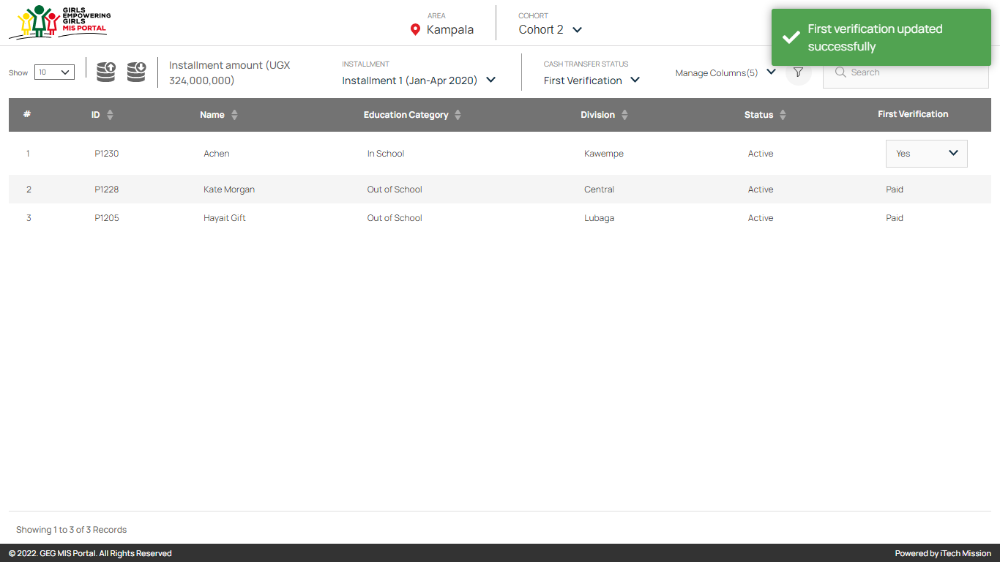 GIRLS
EMPOWERING
GIRLS
MIS PORTAL
AREA
Kampala
COHORT
Cohort 2
First verification updated
successfully
Show 10
Installment amount (UGX
324,000,000)
INSTALLMENT
Installment 1 (Jan-Apr 2020)
CASH TRANSFER STATUS
First Verification
Manage Columns(5)
Search
# ID Name Education Category Division Status First Verification
1 P1230 Achen In School Kawempe Active Yes
2 P1228 Kate Morgan Out of School Central Active Paid
3 P1205 Hayait Gift Out of School Lubaga Active Paid
Showing 1 to 3 of 3 Records
© 2022. GEG MIS Portal. All Rights Reserved
Powered by iTech Mission